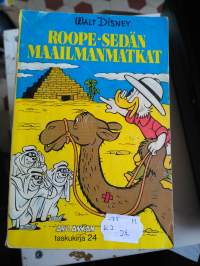 WALT DISNEY
ROOPE-SEDÄN
MAAILMANMATKAT
AKU ANKAN
taskukirja 24